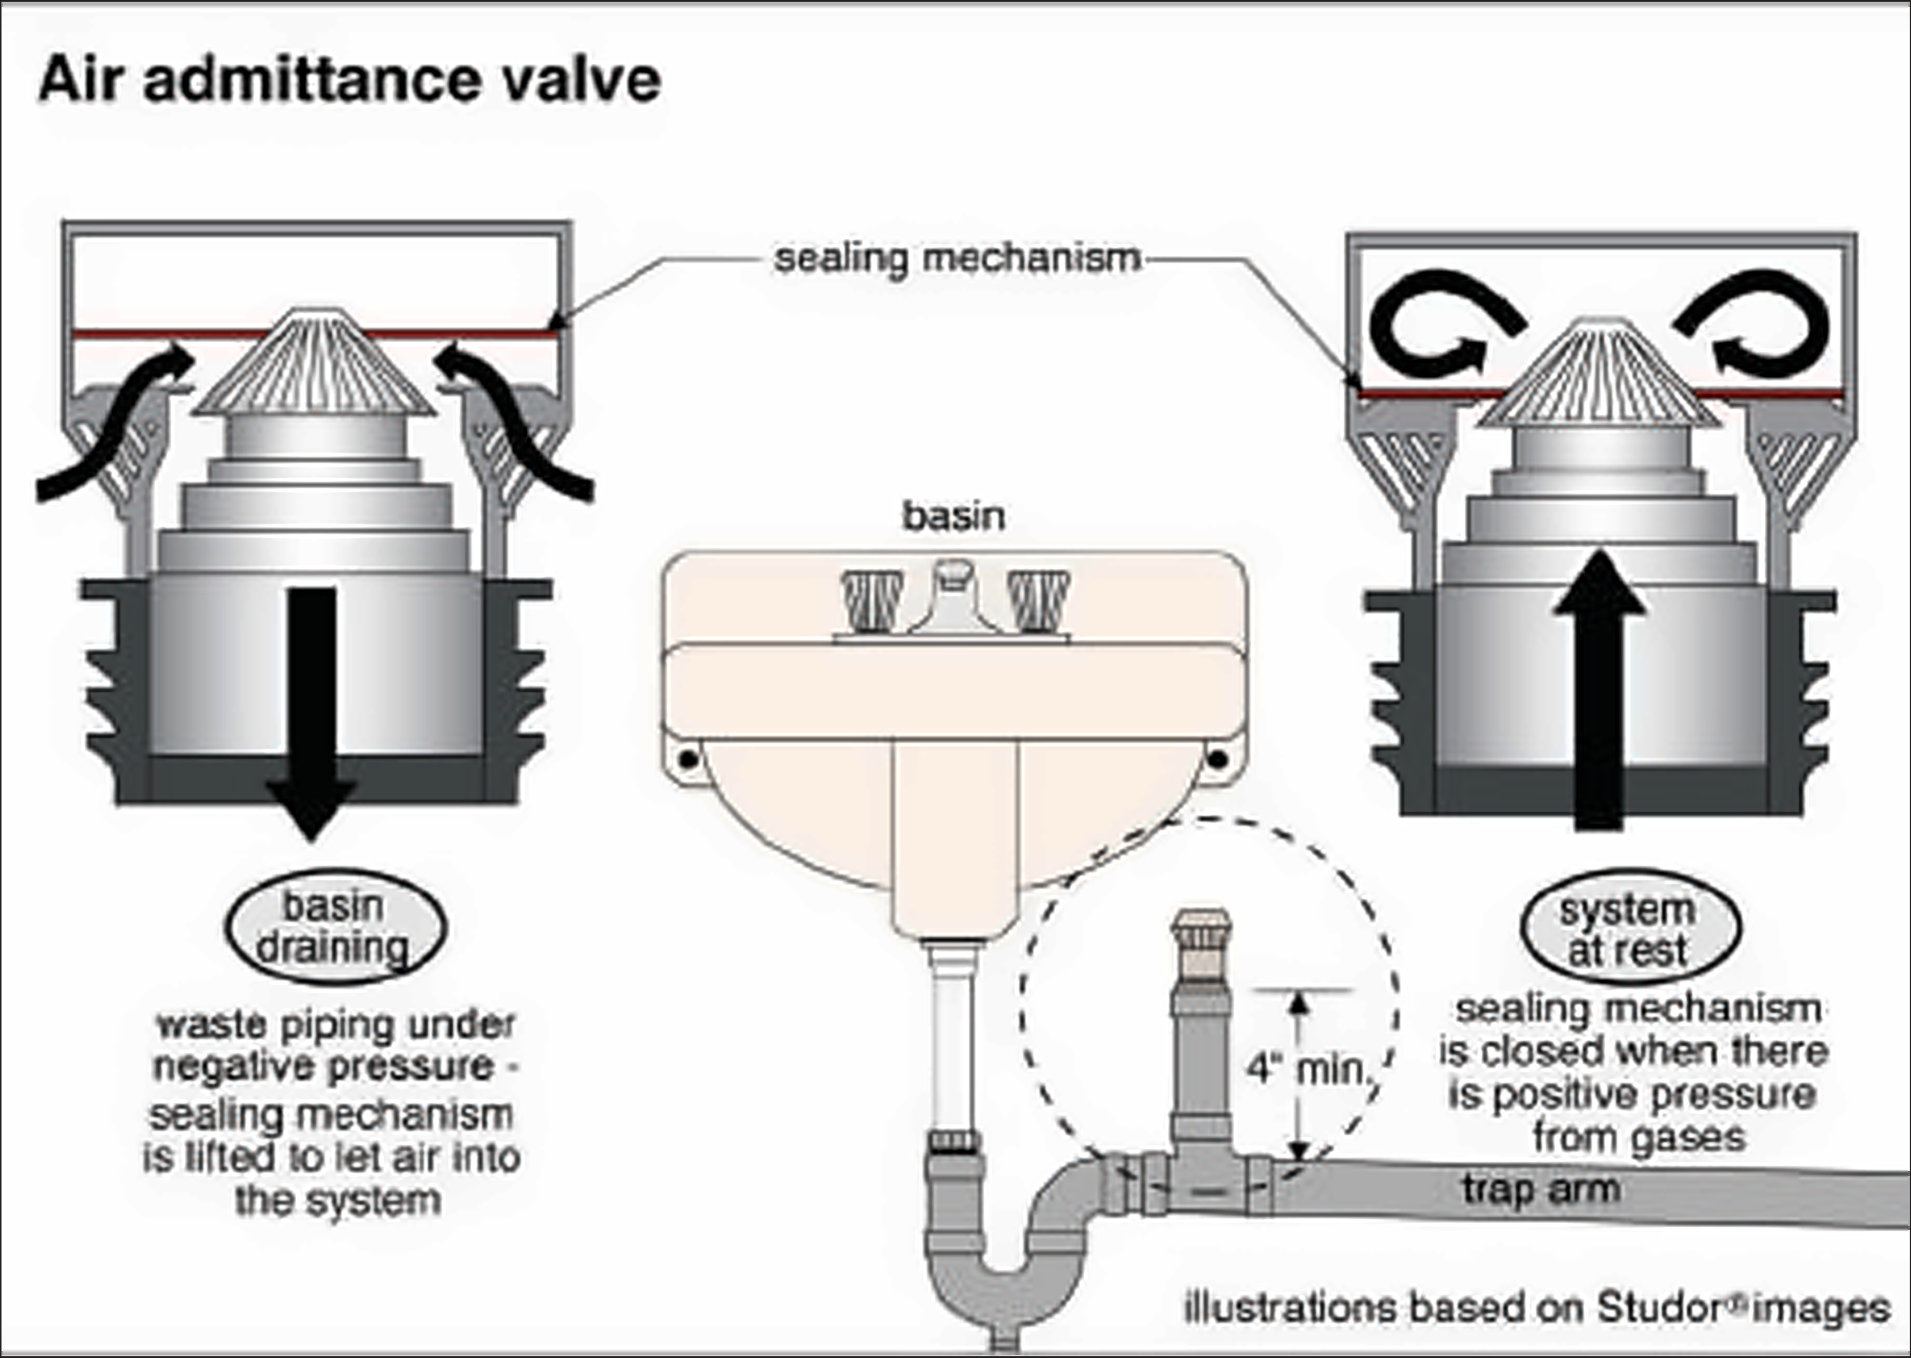 Air admittance valve
sealing mechanism
basin
basin
draining
waste piping under
negative pressure -
sealing mechanism
is lifted to let air into
the system
4" min.
system
at rest
sealing mechanism
is closed when there
is positive pressure
from gases
trap arm
illustrations based on Studor® images